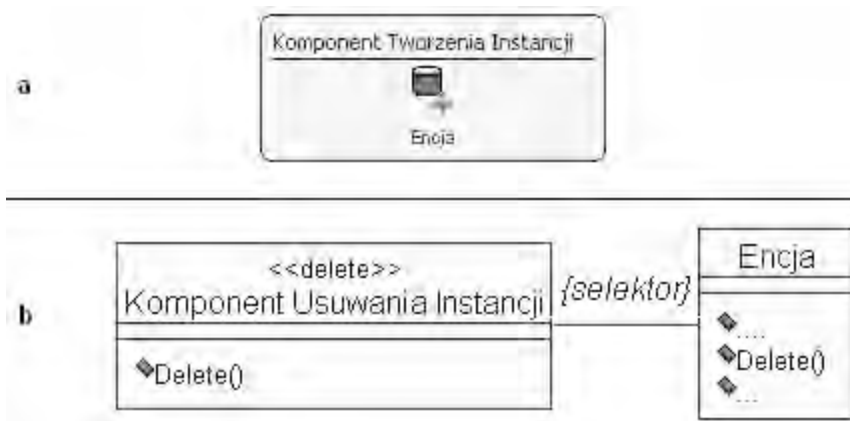 Komponent Tworzenia Instancji
a
Encja
<<delete>>
Komponent Usuwania Instancji
{selektor}
Encja
b
....
Delete()
Delete()
...